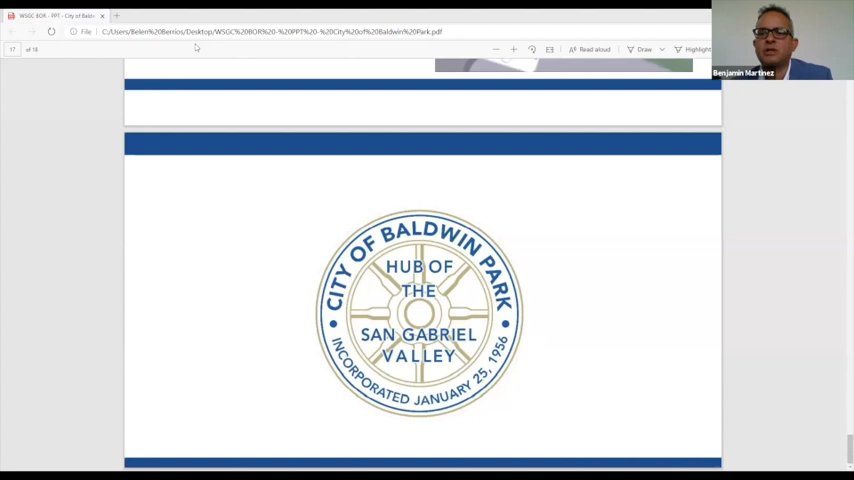 WSGC BOR - PPT - City of Baldw
File
C:/Users/Belen%20Berrios/Desktop/WSGC%20BOR%20-%20PPT%20-%20City%20of%20Baldwin%20Park.pdf
17 of 18
Read aloud
Draw
Highlight
Benjamin Martinez
CITY OF BALDWIN PARK
HUB OF
THE
SAN GABRIEL
VALLEY
• INCORPORATED JANUARY 25, 1956 •